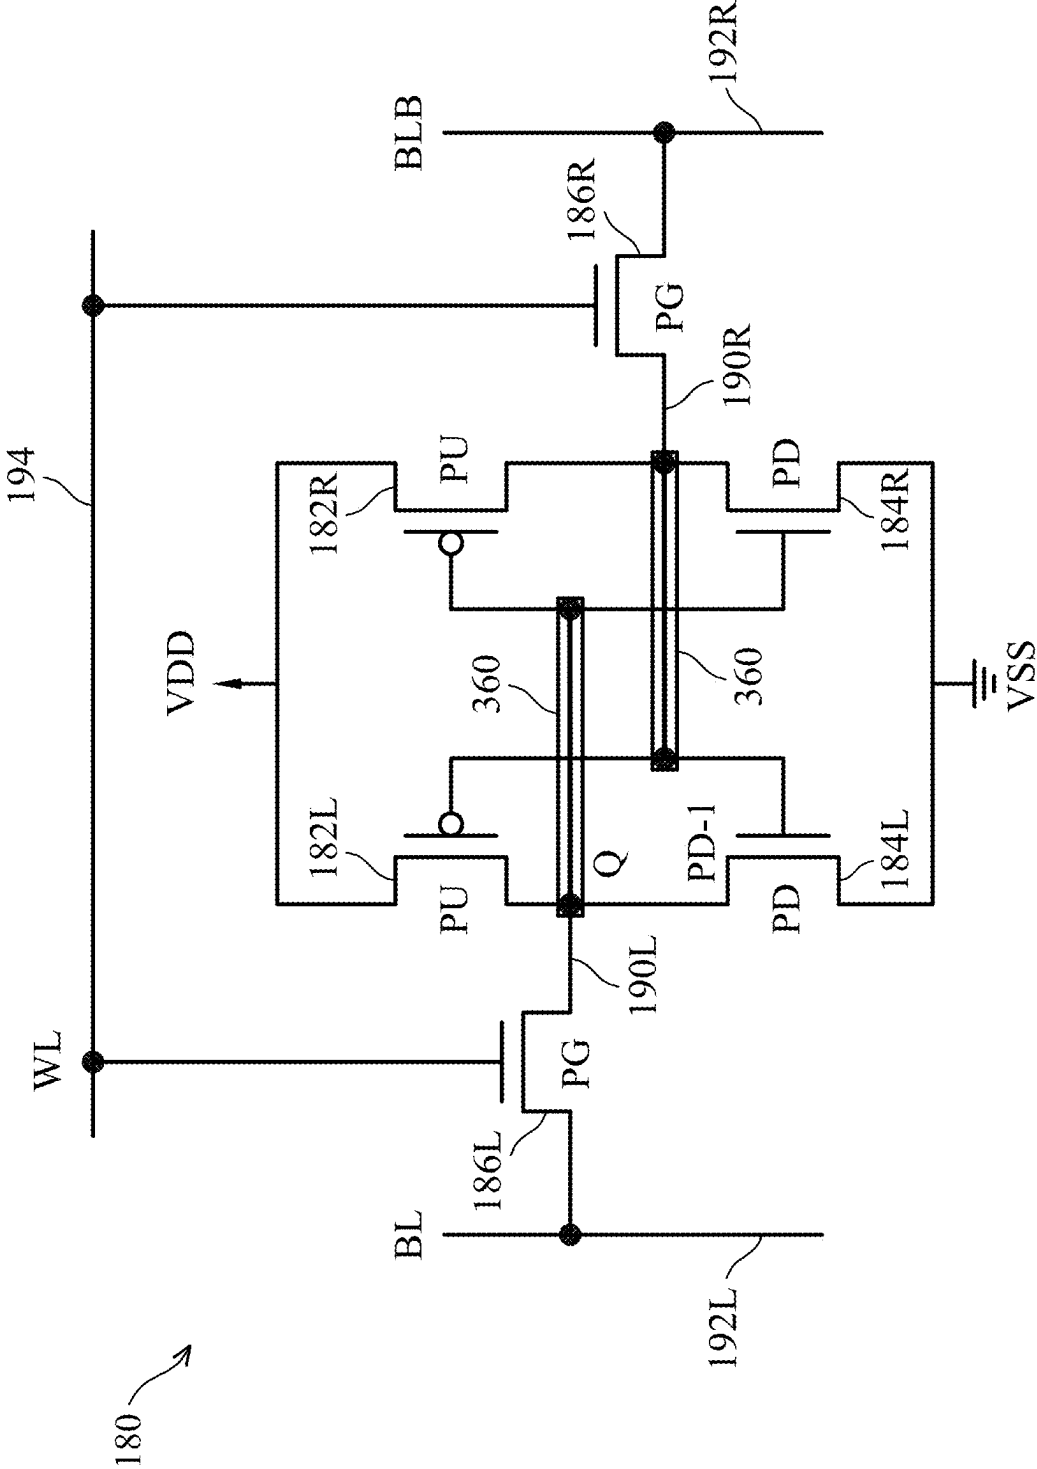 180
194
WL
VDD
182L
182R
BL
BLB
PU
PU
186L
360
186R
PG
Q
PG
190L
PD-1
360
190R
192L
PD
PD
192R
184L
184R
VSS